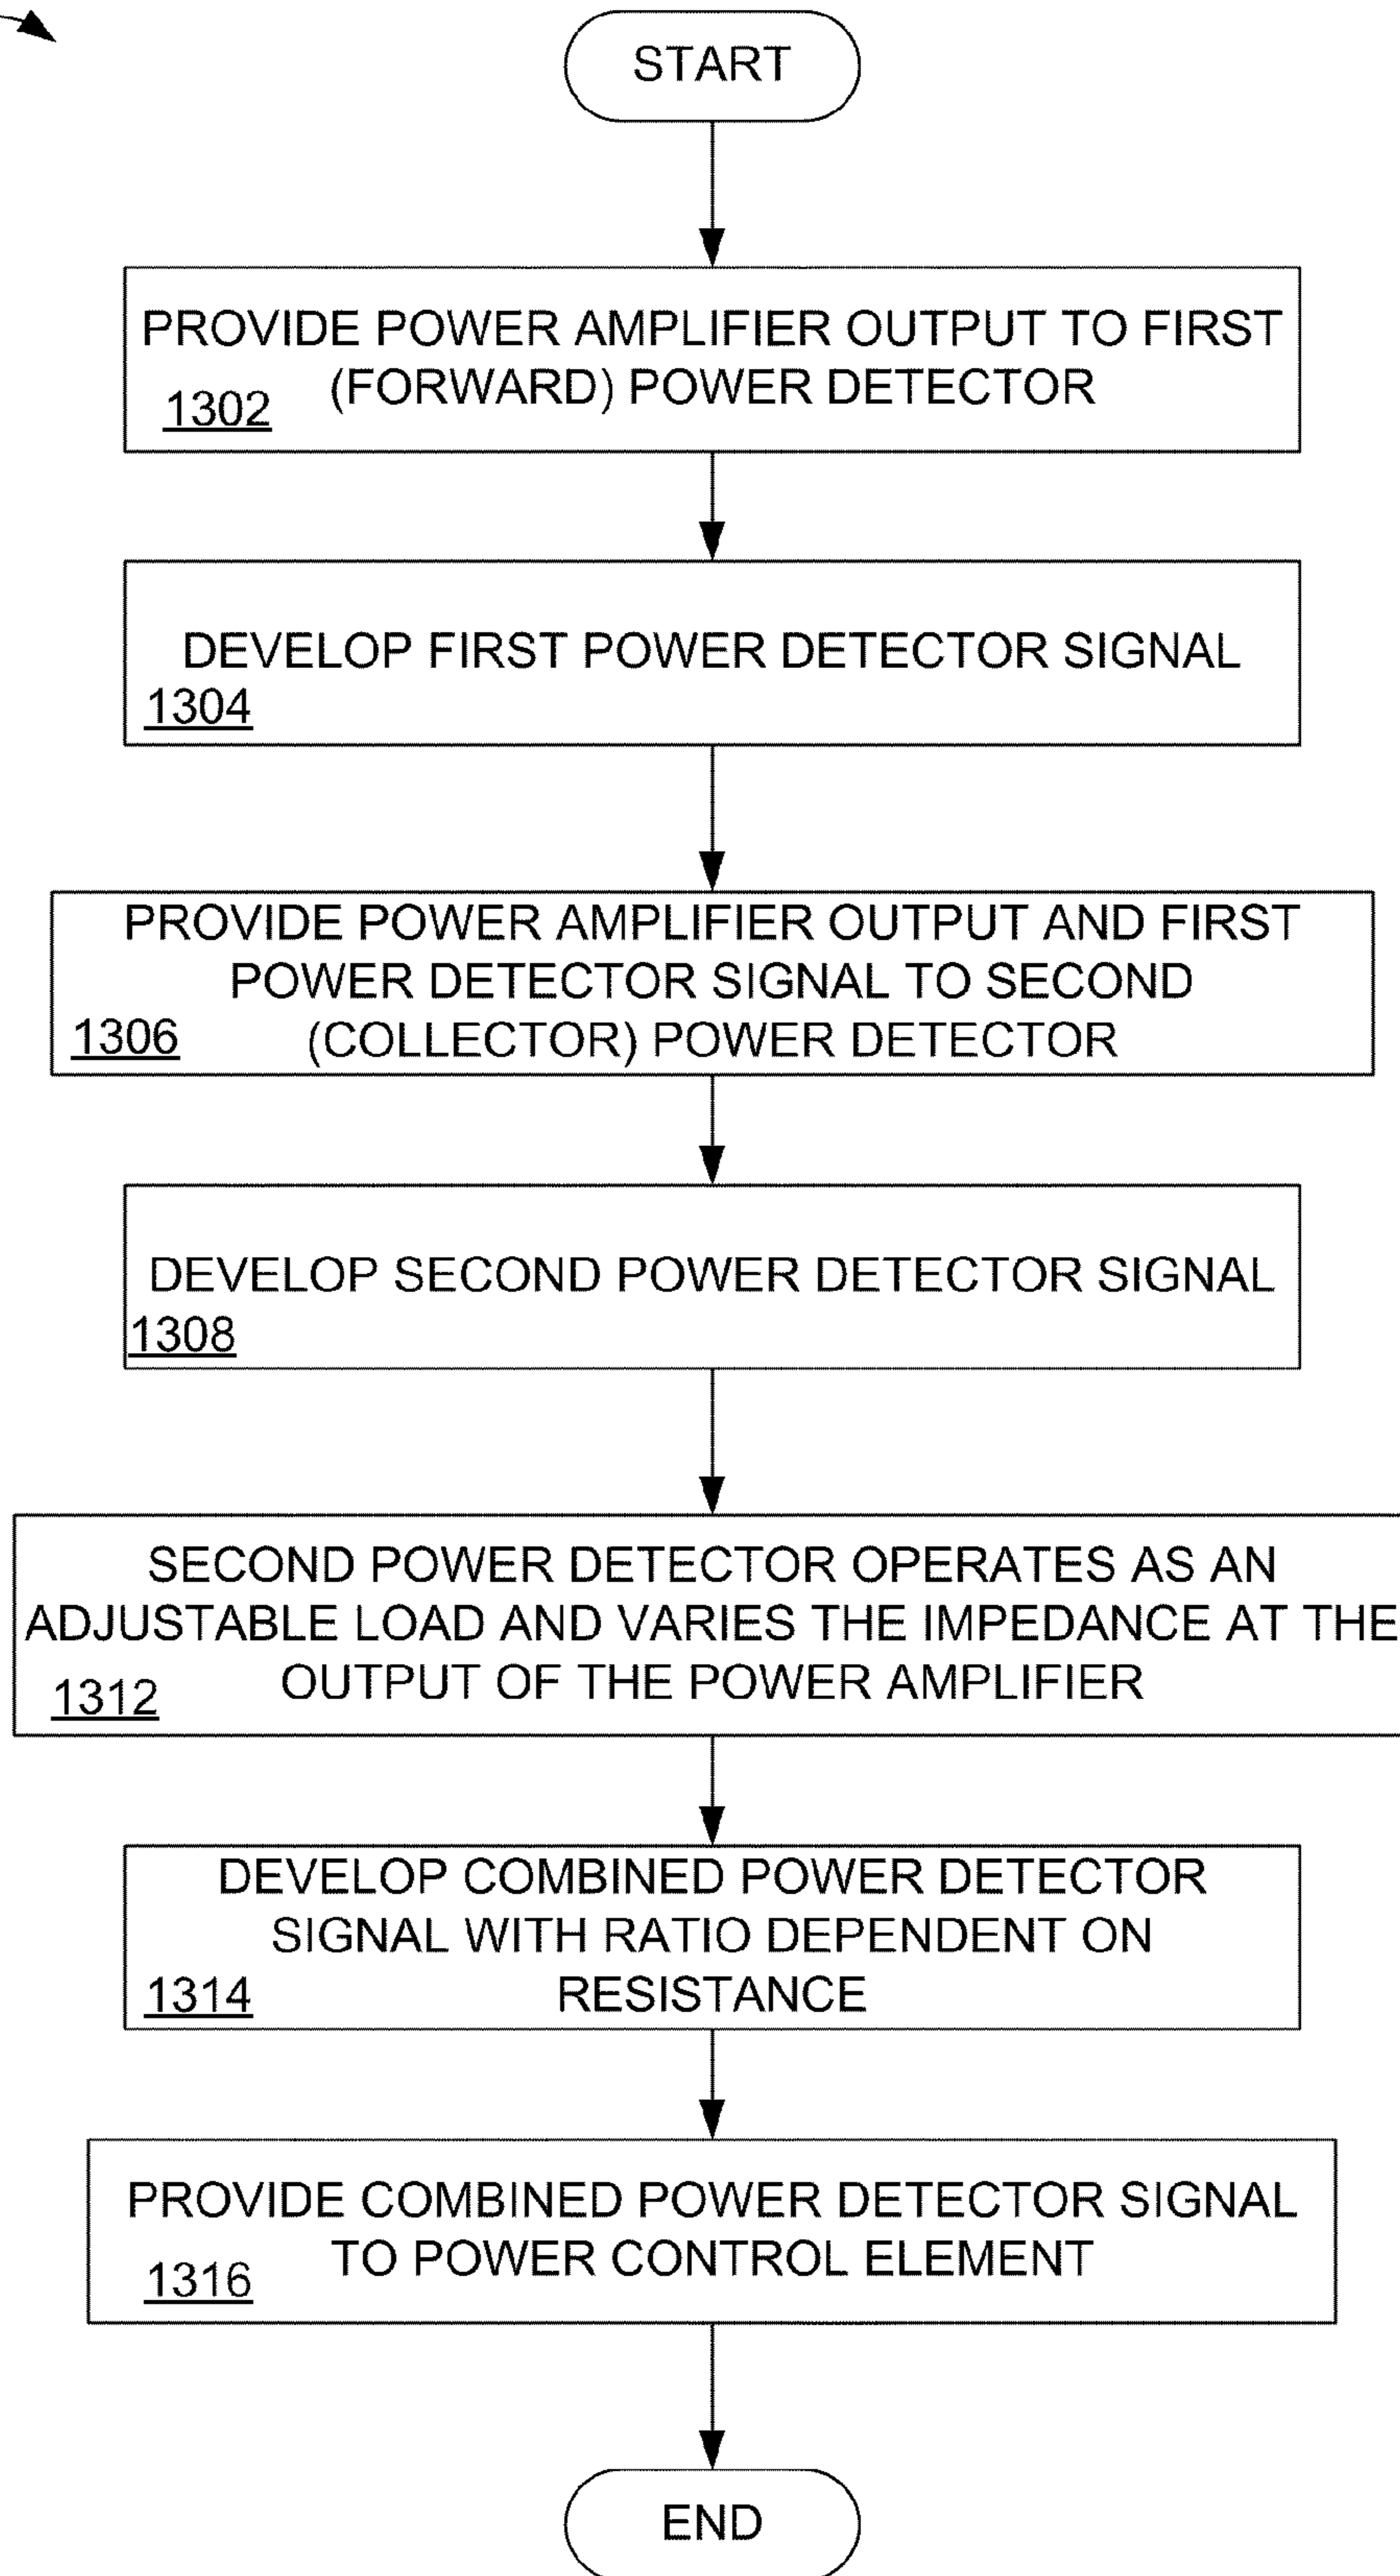 START
PROVIDE POWER AMPLIFIER OUTPUT TO FIRST
(FORWARD) POWER DETECTOR
1302
DEVELOP FIRST POWER DETECTOR SIGNAL
1304
PROVIDE POWER AMPLIFIER OUTPUT AND FIRST
POWER DETECTOR SIGNAL TO SECOND
(COLLECTOR) POWER DETECTOR
1306
DEVELOP SECOND POWER DETECTOR SIGNAL
1308
SECOND POWER DETECTOR OPERATES AS AN
ADJUSTABLE LOAD AND VARIES THE IMPEDANCE AT THE
OUTPUT OF THE POWER AMPLIFIER
1312
DEVELOP COMBINED POWER DETECTOR
SIGNAL WITH RATIO DEPENDENT ON
RESISTANCE
1314
PROVIDE COMBINED POWER DETECTOR SIGNAL
TO POWER CONTROL ELEMENT
1316
END